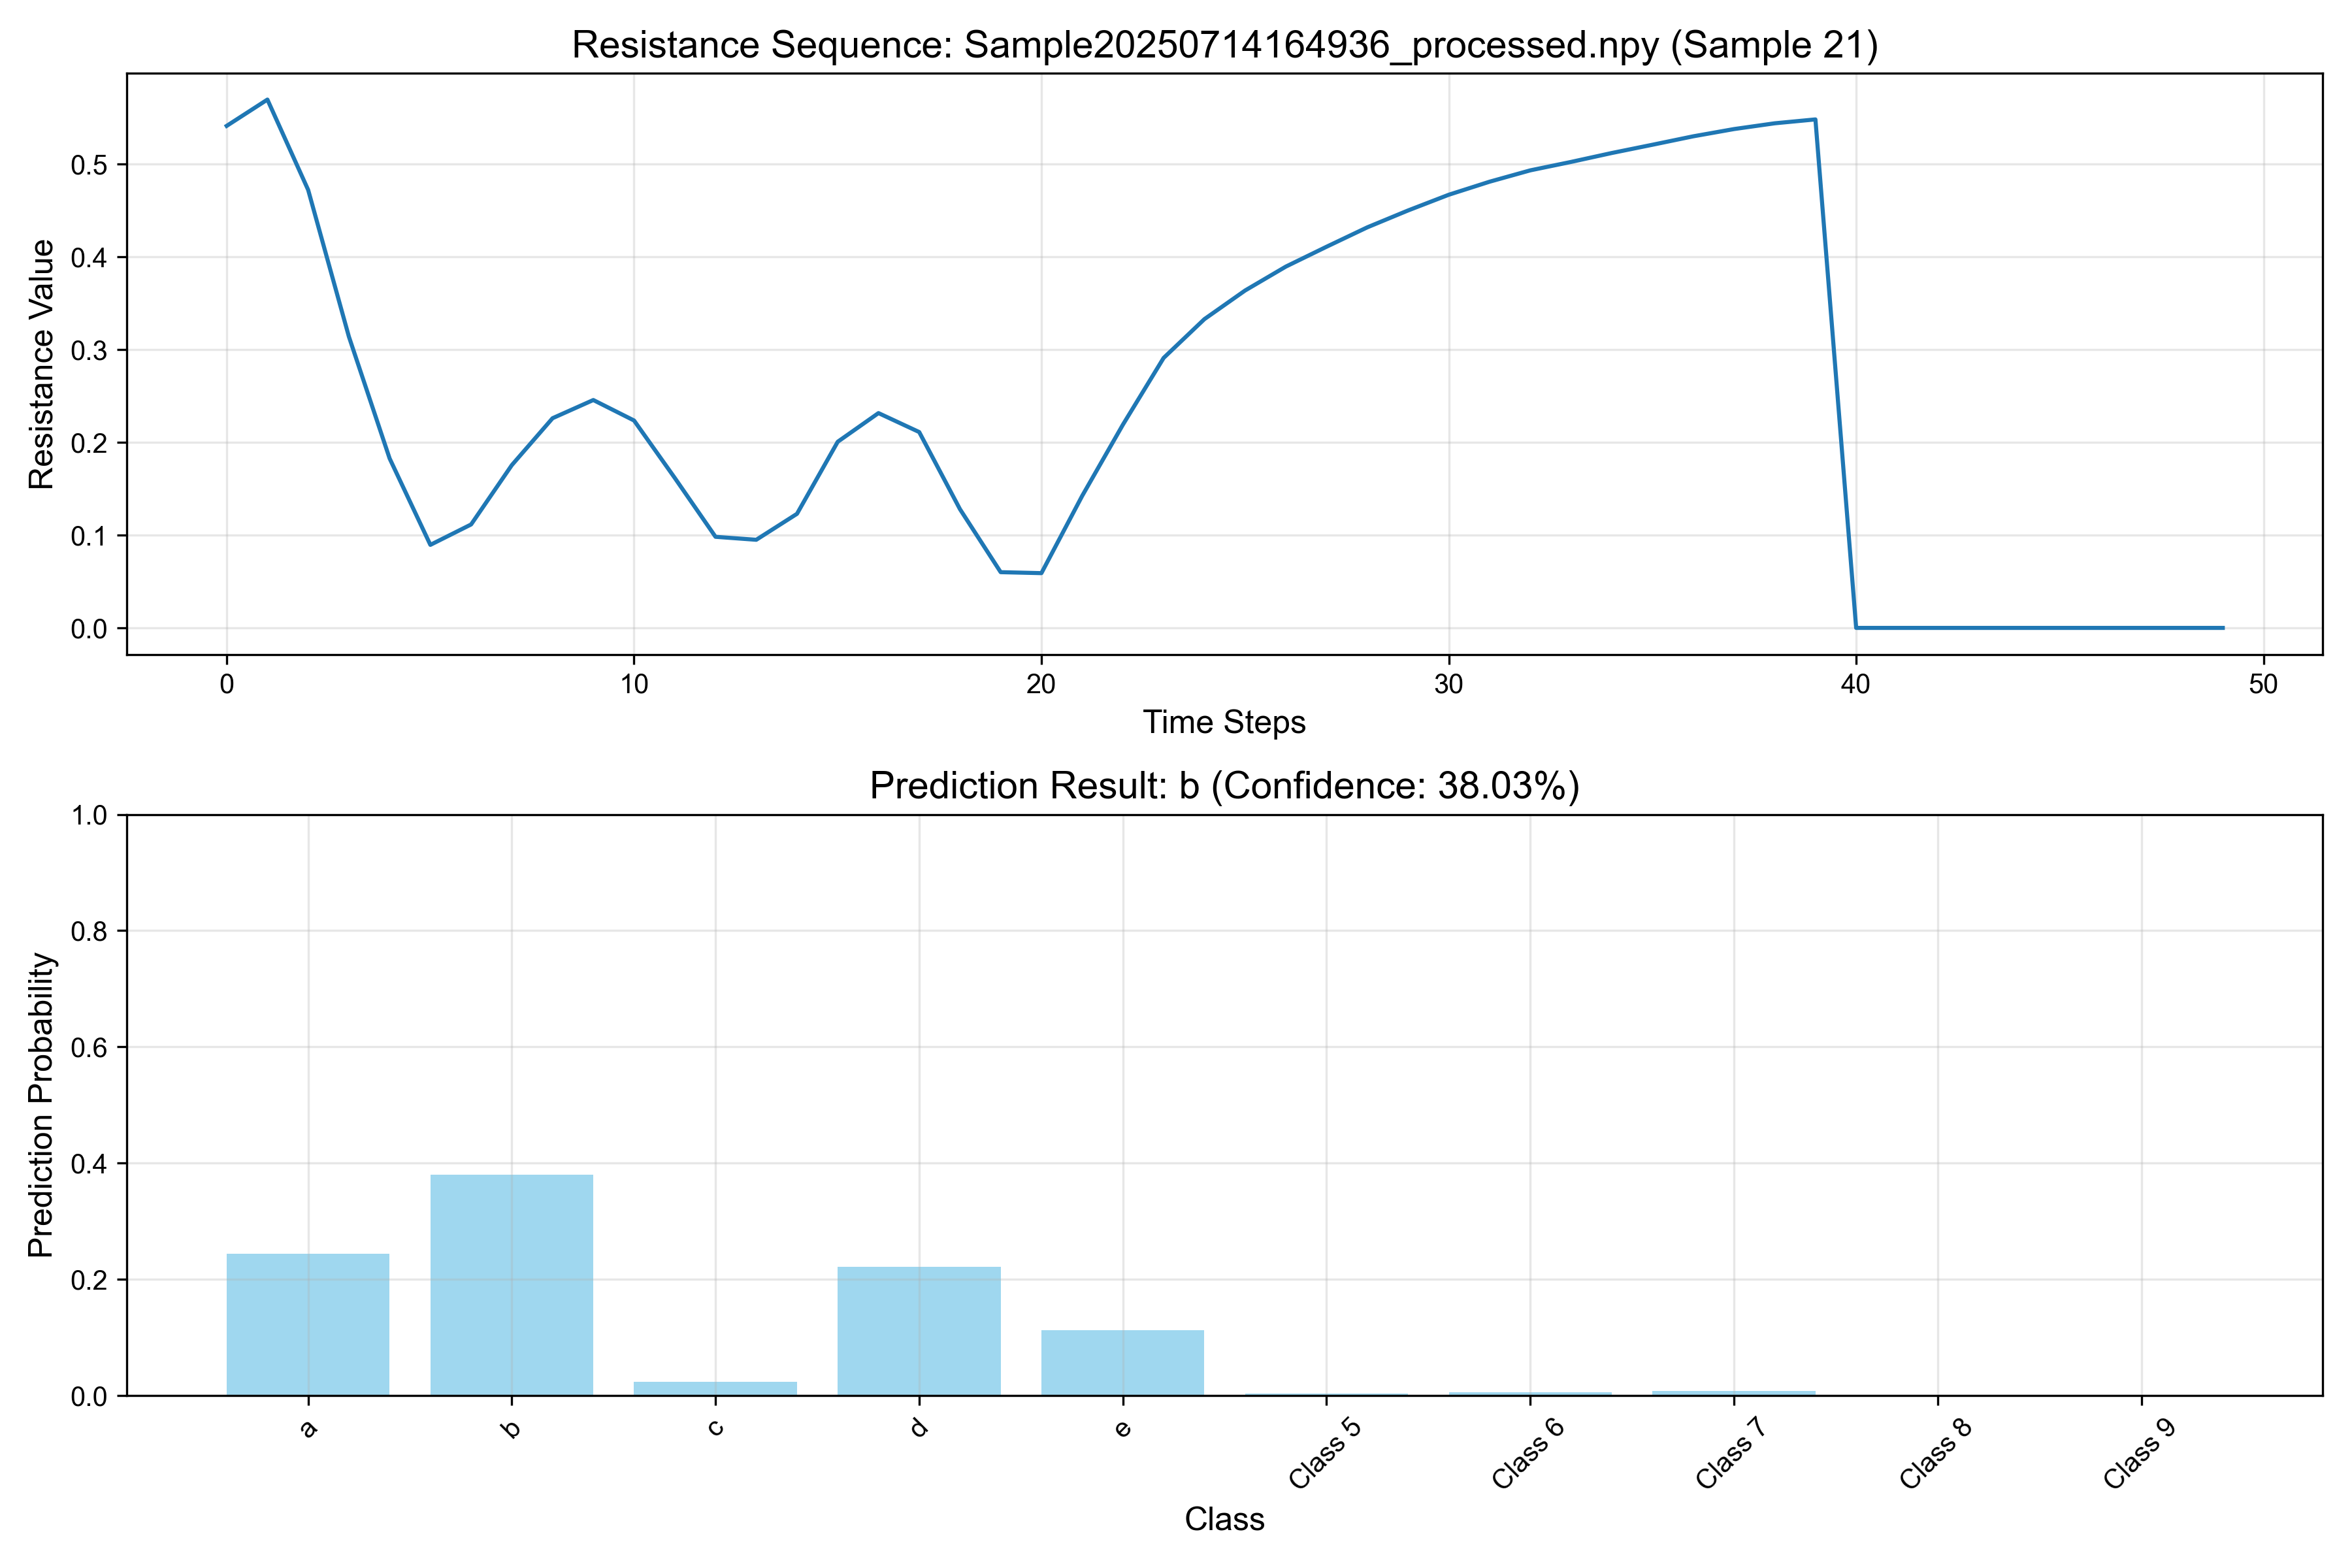 Resistance Sequence: Sample20250714164936_processed.npy (Sample 21)
Resistance Value
0.5
0.4
0.3
0.2
0.1
0.0
0 10 20 30 40 50
Time Steps
Prediction Result: b (Confidence: 38.03%)
Prediction Probability
1.0
0.8
0.6
0.4
0.2
0.0
a b c d e Class 5 Class 6 Class 7 Class 8 Class 9
Class